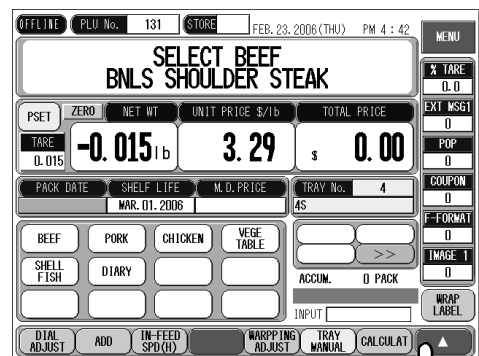 OFFLINE PLU No. 131 STORE FEB. 23. 2006(THU) PM 4:42
MENU
SELECT BEEF
BNLS SHOULDER STEAK
% TARE
0.0
PSET ZERO NET WT UNIT PRICE $/lb TOTAL PRICE
EXT MSG1
0
TARE
0.015
-0.015 lb 3.29 $ 0.00
POP
0
PACK DATE SHELF LIFE M.D.PRICE TRAY No. 4
MAR.01.2006 4S
COUPON
0
F-FORMAT
0
BEEF PORK CHICKEN VEGE
TABLE
>>
IMAGE 1
0
SHELL
FISH
DIARY
ACCUM. 0 PACK
INPUT
WRAP
LABEL
DIAL
ADJUST
ADD
IN-FEED
SPD(H)
WARPPING
ADJUST
TRAY
MANUAL
CALCULAT
▲